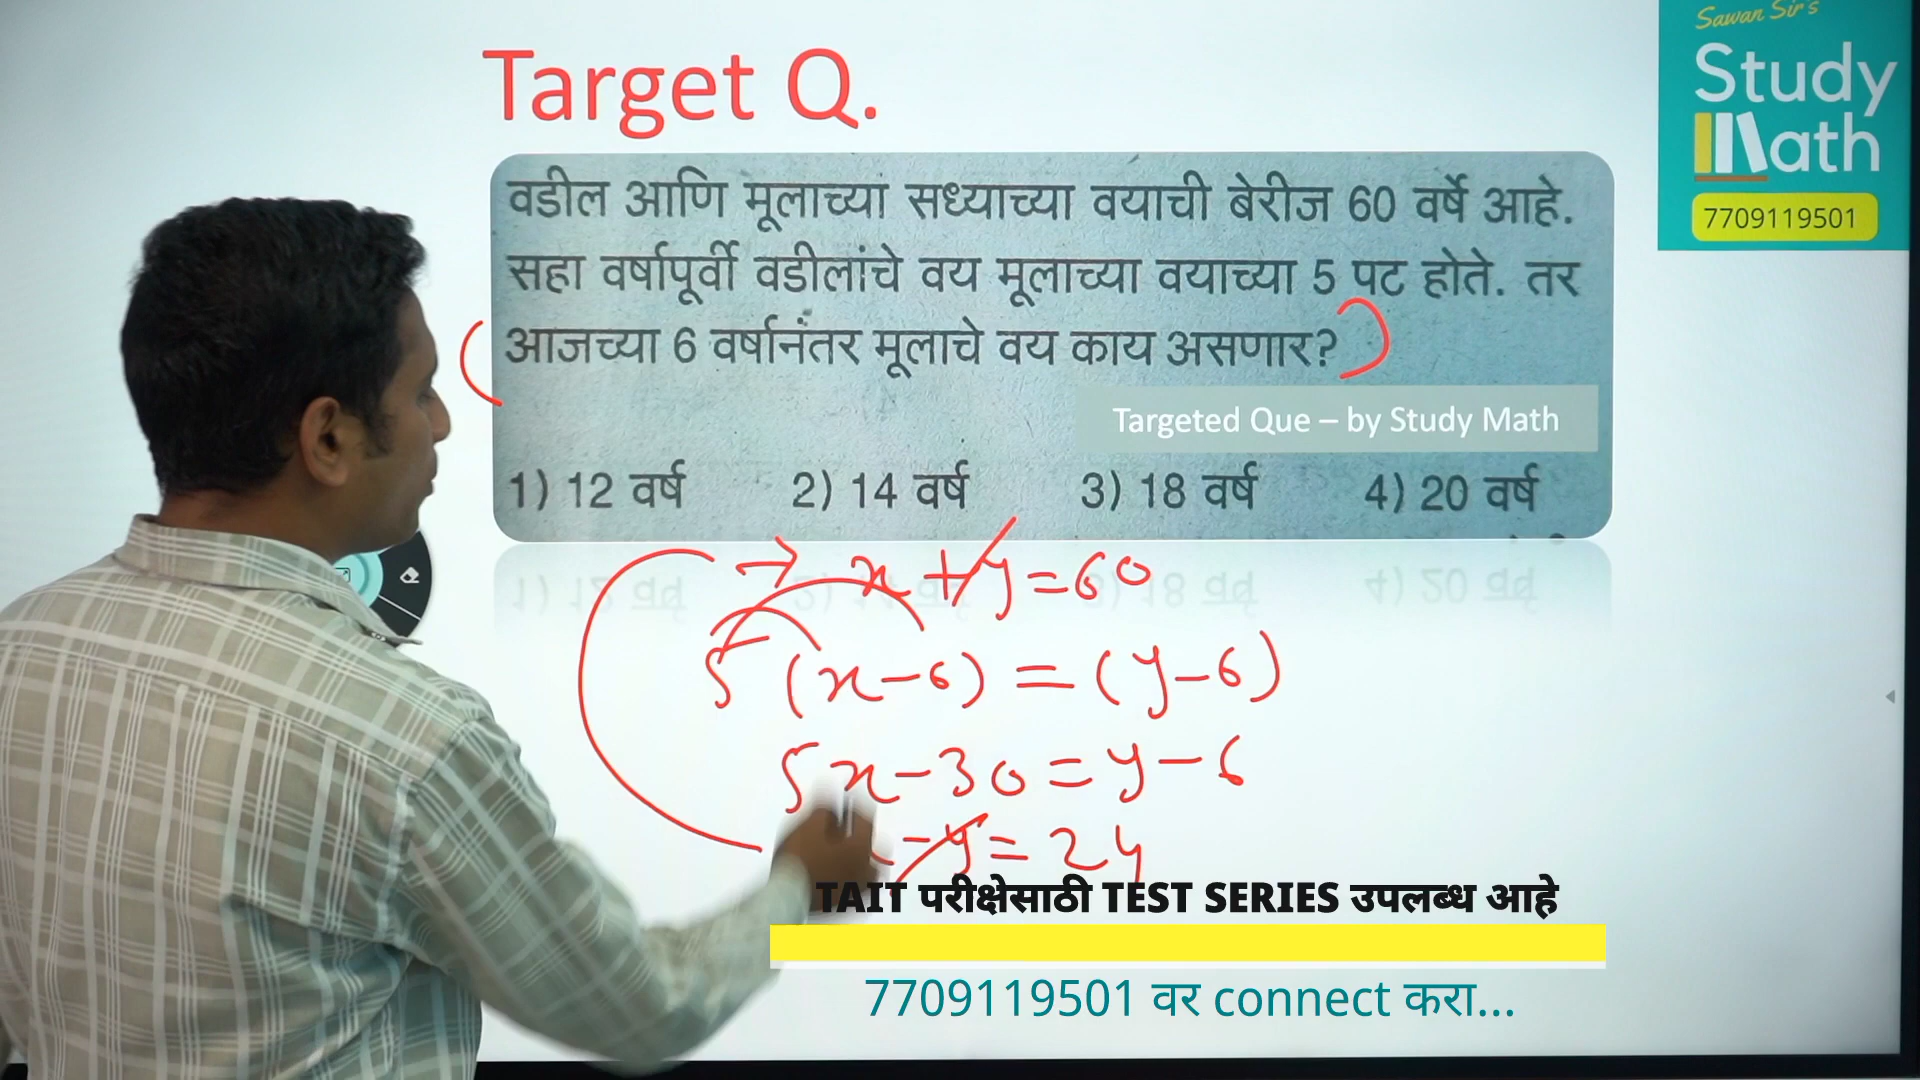 Target Q.
Sawan Sir's
Study
Math
7709119501
वडील आणि मूलाच्या सध्याच्या वयाची बेरीज 60 वर्षे आहे.
सहा वर्षापूर्वी वडीलांचे वय मूलाच्या वयाच्या 5 पट होते. तर
आजच्या 6 वर्षानंतर मूलाचे वय काय असणार?
Targeted Que – by Study Math
1) 12 वर्ष 2) 14 वर्ष 3) 18 वर्ष 4) 20 वर्ष
x + y = 60
5 (x - 6) = (y - 6)
5x - 30 = y - 6
- y = 24
TAIT परीक्षेसाठी TEST SERIES उपलब्ध आहे
7709119501 वर connect करा...